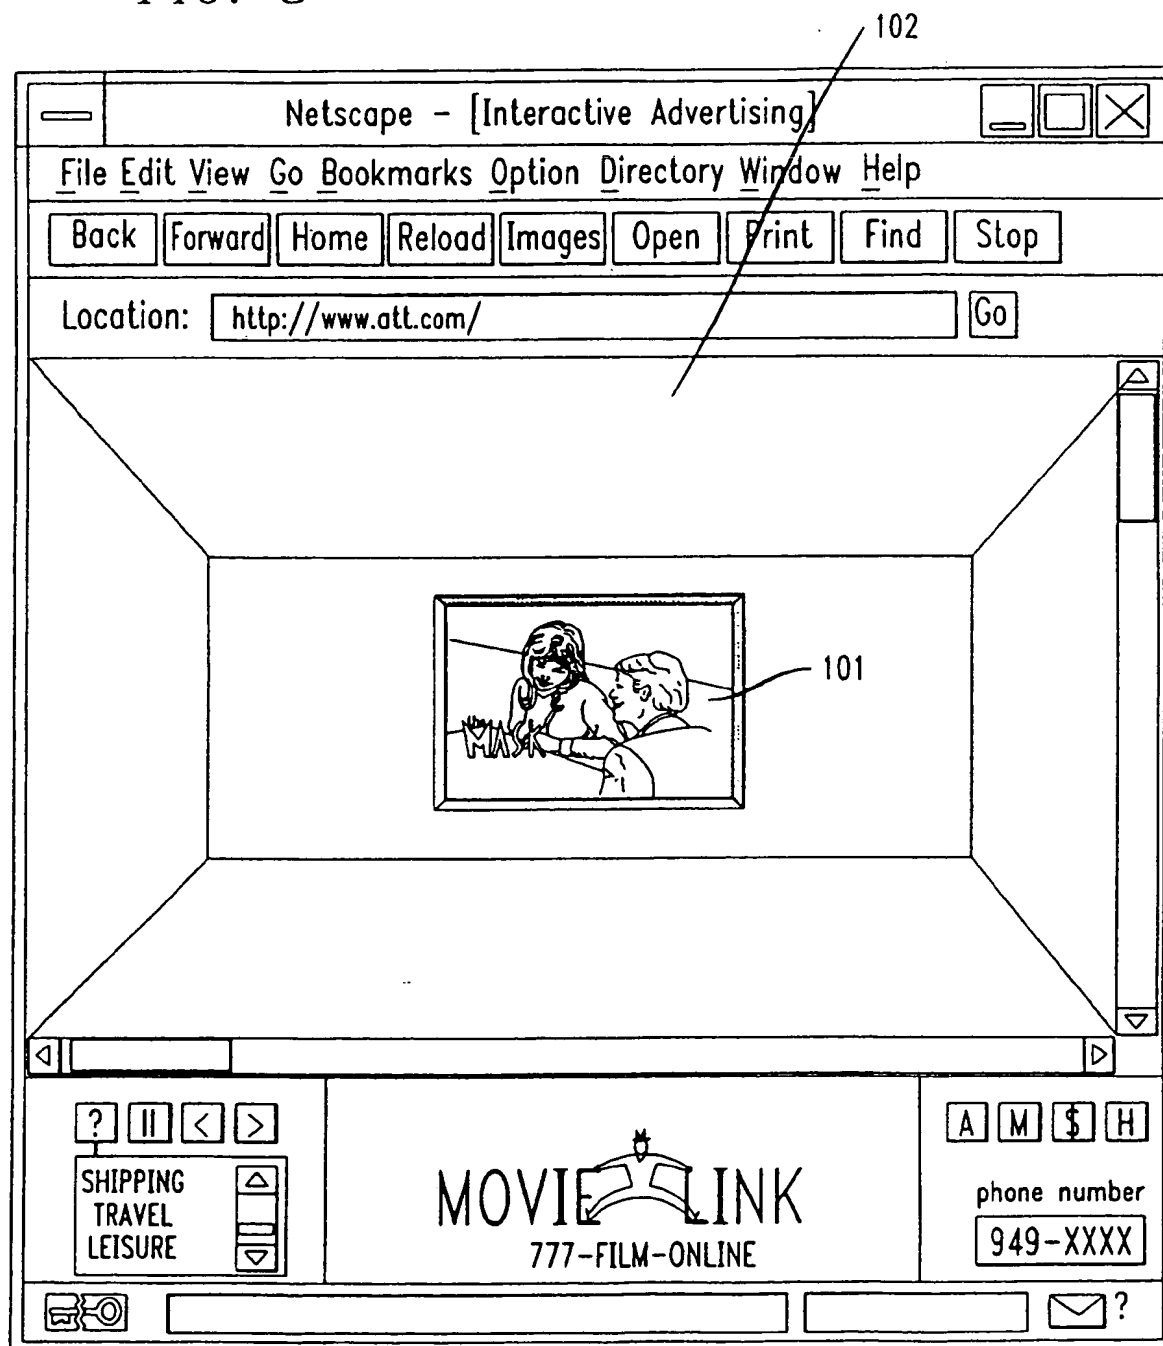 102
Netscape - [Interactive Advertising]
File Edit View Go Bookmarks Option Directory Window Help
Back Forward Home Reload Images Open Print Find Stop
Location: http://www.att.com/ Go
101
MASK
? II < > A M $ H
SHIPPING
TRAVEL
LEISURE
MOVIE LINK
777-FILM-ONLINE
phone number
949-XXXX
?